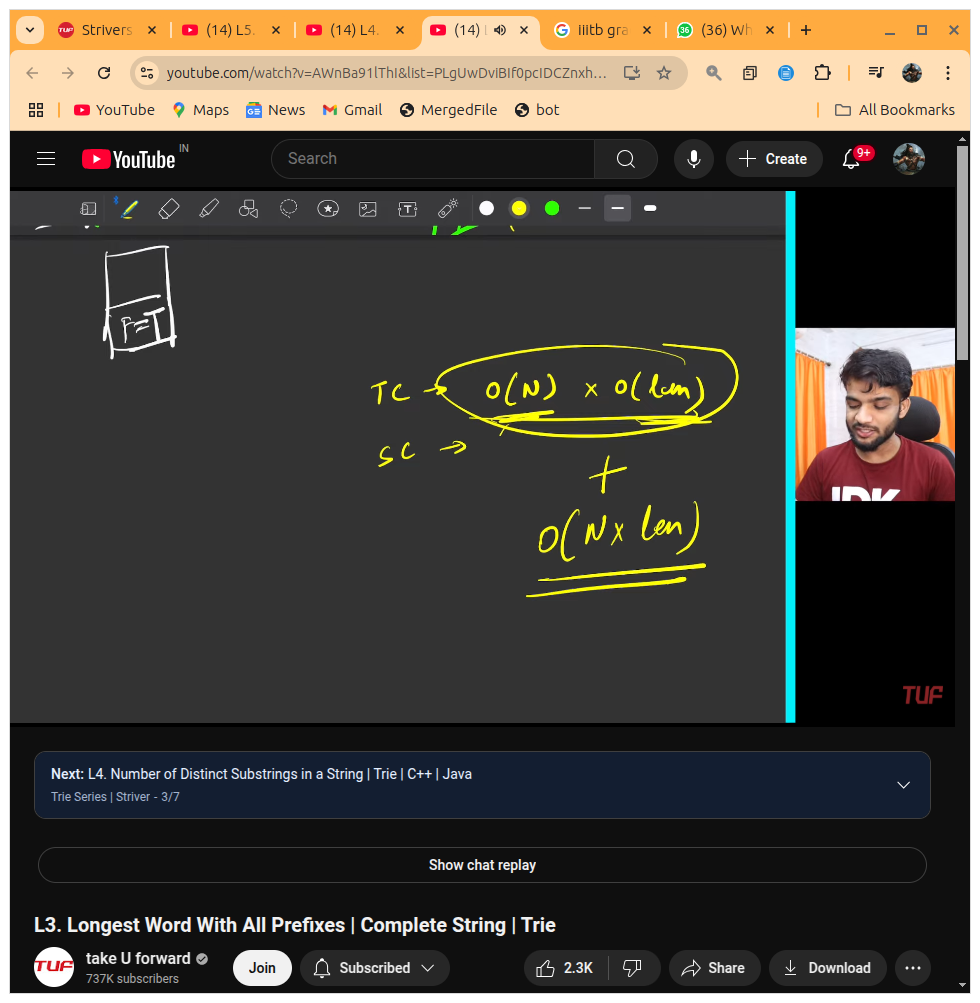 Strivers
(14) L5.
(14) L4.
(14)
iiitb gra
36
(36) Wh
youtube.com/watch?v=AWnBa91lThI&list=PLgUwDvIBIf0pcIDCZnxh...
YouTube
Maps
News
Gmail
MergedFile
bot
All Bookmarks
YouTube IN
Search
Create
9+
F=T
TC → O(N) x O(len)
SC →
+
O(N x len)
IDK
TUF
Next: L4. Number of Distinct Substrings in a String | Trie | C++ | Java
Trie Series | Striver - 3/7
Show chat replay
L3. Longest Word With All Prefixes | Complete String | Trie
TUF
take U forward
737K subscribers
Join
Subscribed
2.3K
Share
Download